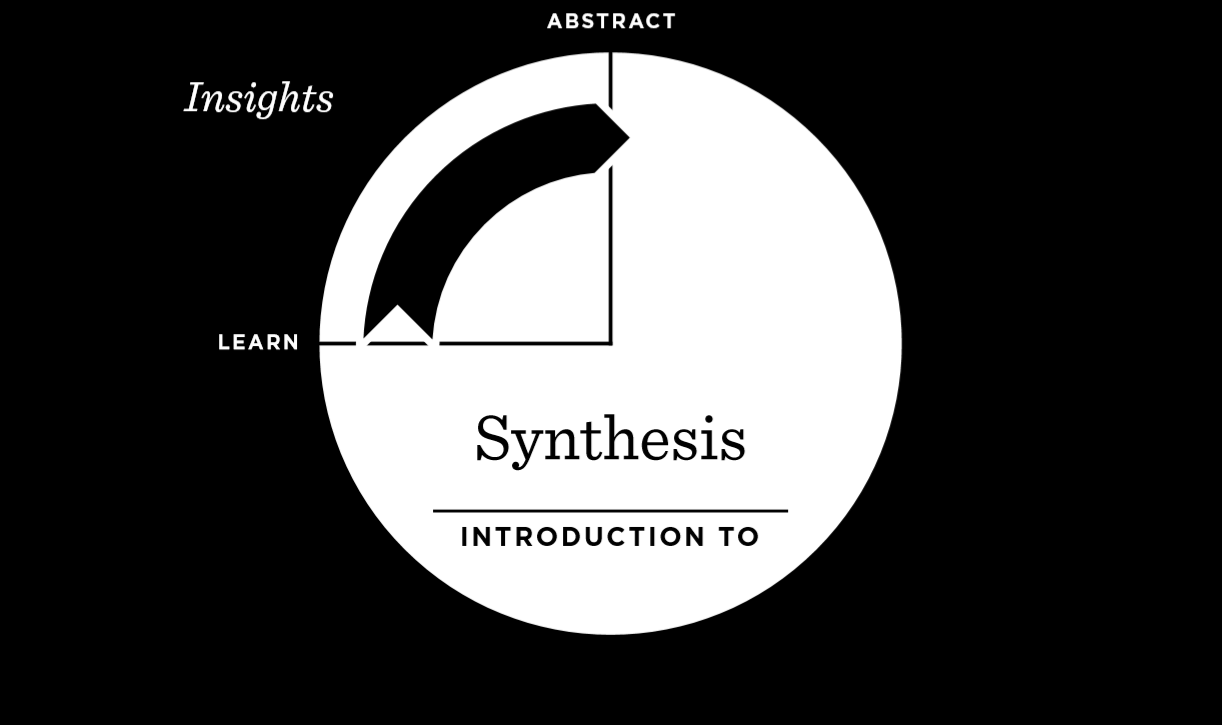 ABSTRACT
Insights
LEARN
Synthesis
INTRODUCTION TO